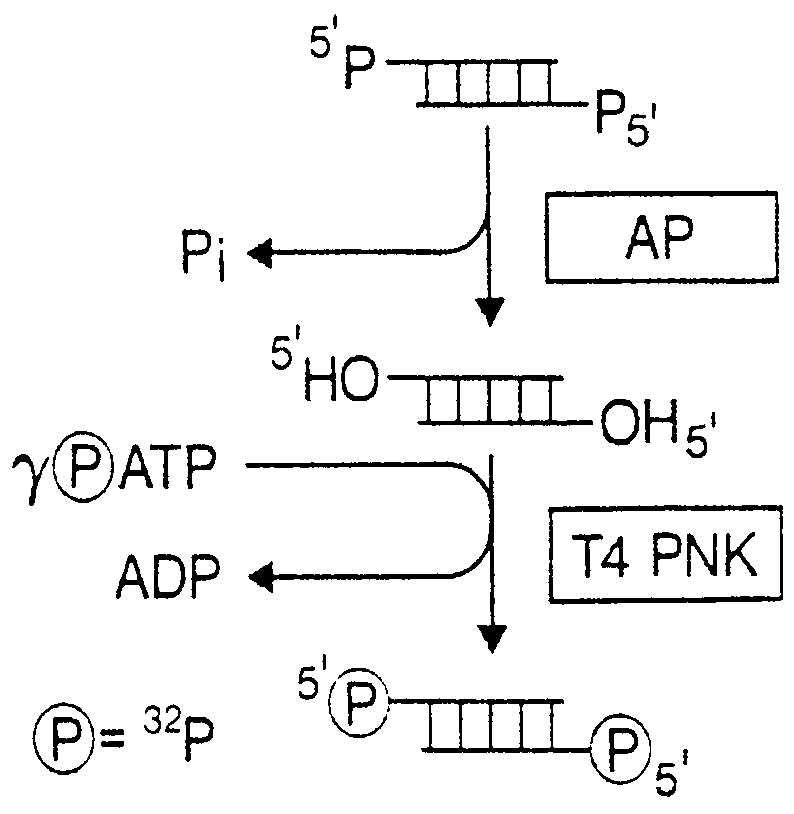 5'P
P5'
Pi
AP
5'HO
OH5'
γPATP
ADP
T4 PNK
5'P
P5'
P = 32P